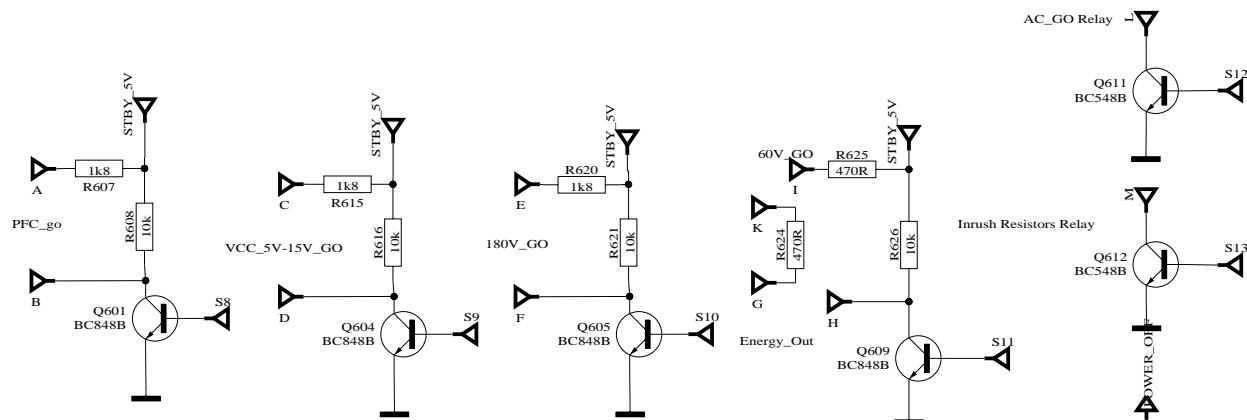 STBY_5V
A
1k8
R607
PFC_go
R608
10k
B
Q601
BC848B
S8
STBY_5V
C
1k8
R615
VCC_5V-15V_GO
R616
10k
D
Q604
BC848B
S9
STBY_5V
R620
E
1k8
180V_GO
R621
10k
F
Q605
BC848B
S10
STBY_5V
60V_GO
R625
I
470R
K
R624
470R
G
R626
10k
H
Energy_Out
Q609
BC848B
S11
AC_GO Relay
L
Q611
BC548B
S12
M
Inrush Resistors Relay
Q612
BC548B
S13
POWER_OFF